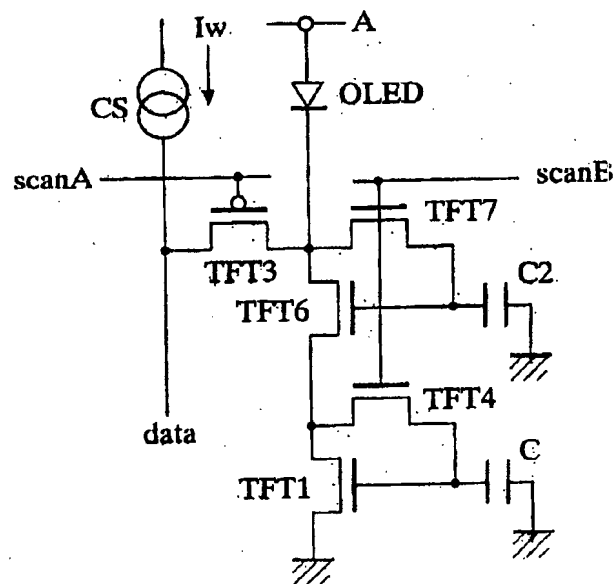 Iw
A
CS
OLED
scanA
scanB
TFT7
TFT3
C2
TFT6
TFT4
data
C
TFT1